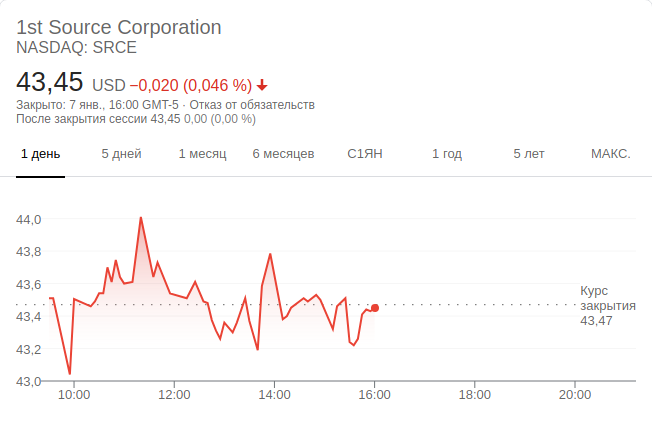 1st Source Corporation
NASDAQ: SRCE
43,45 USD −0,020 (0,046 %)
Закрыто: 7 янв., 16:00 GMT-5 · Отказ от обязательств
После закрытия сессии 43,45 0,00 (0,00 %)
1 день 5 дней 1 месяц 6 месяцев С1ЯН 1 год 5 лет МАКС.
44,0
43,8
43,6
43,4
43,2
43,0
Курс
закрытия
43,47
10:00 12:00 14:00 16:00 18:00 20:00